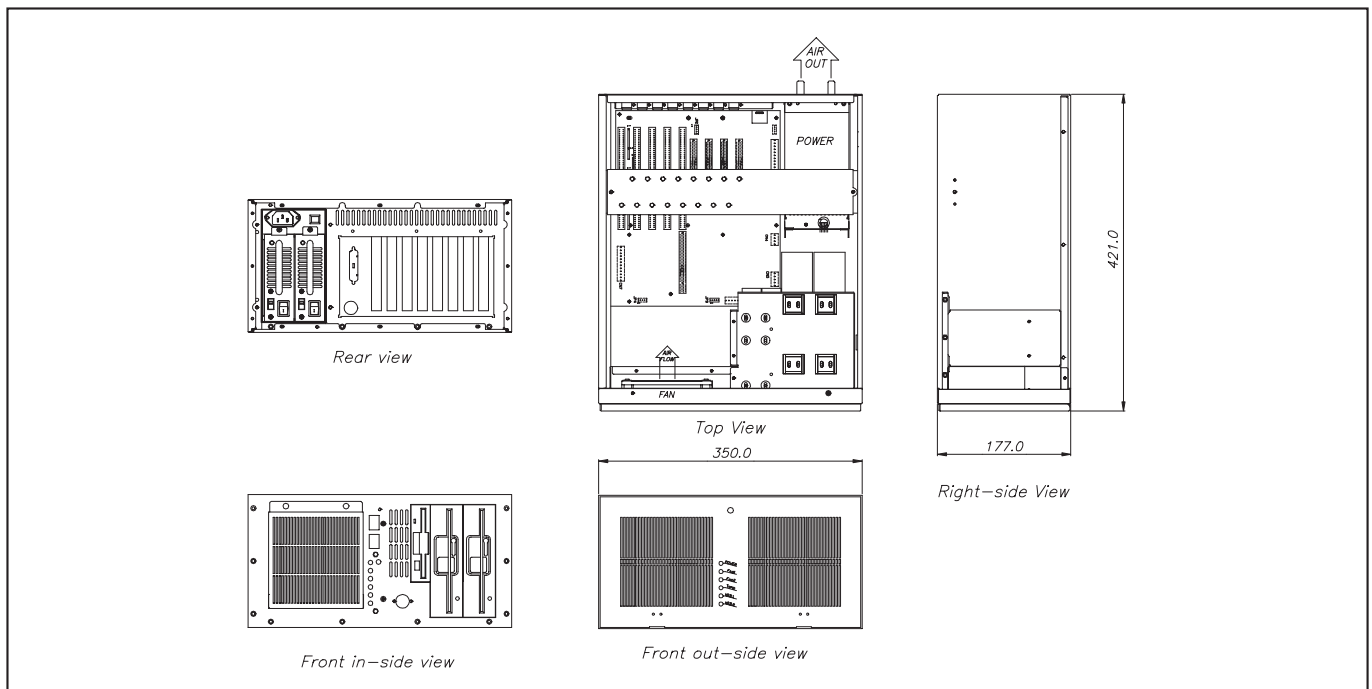 AIR
OUT
POWER
421.0
Rear view
AIR
FLOW
FAN
Top View
350.0
177.0
Right-side View
Front in-side view
Front out-side view